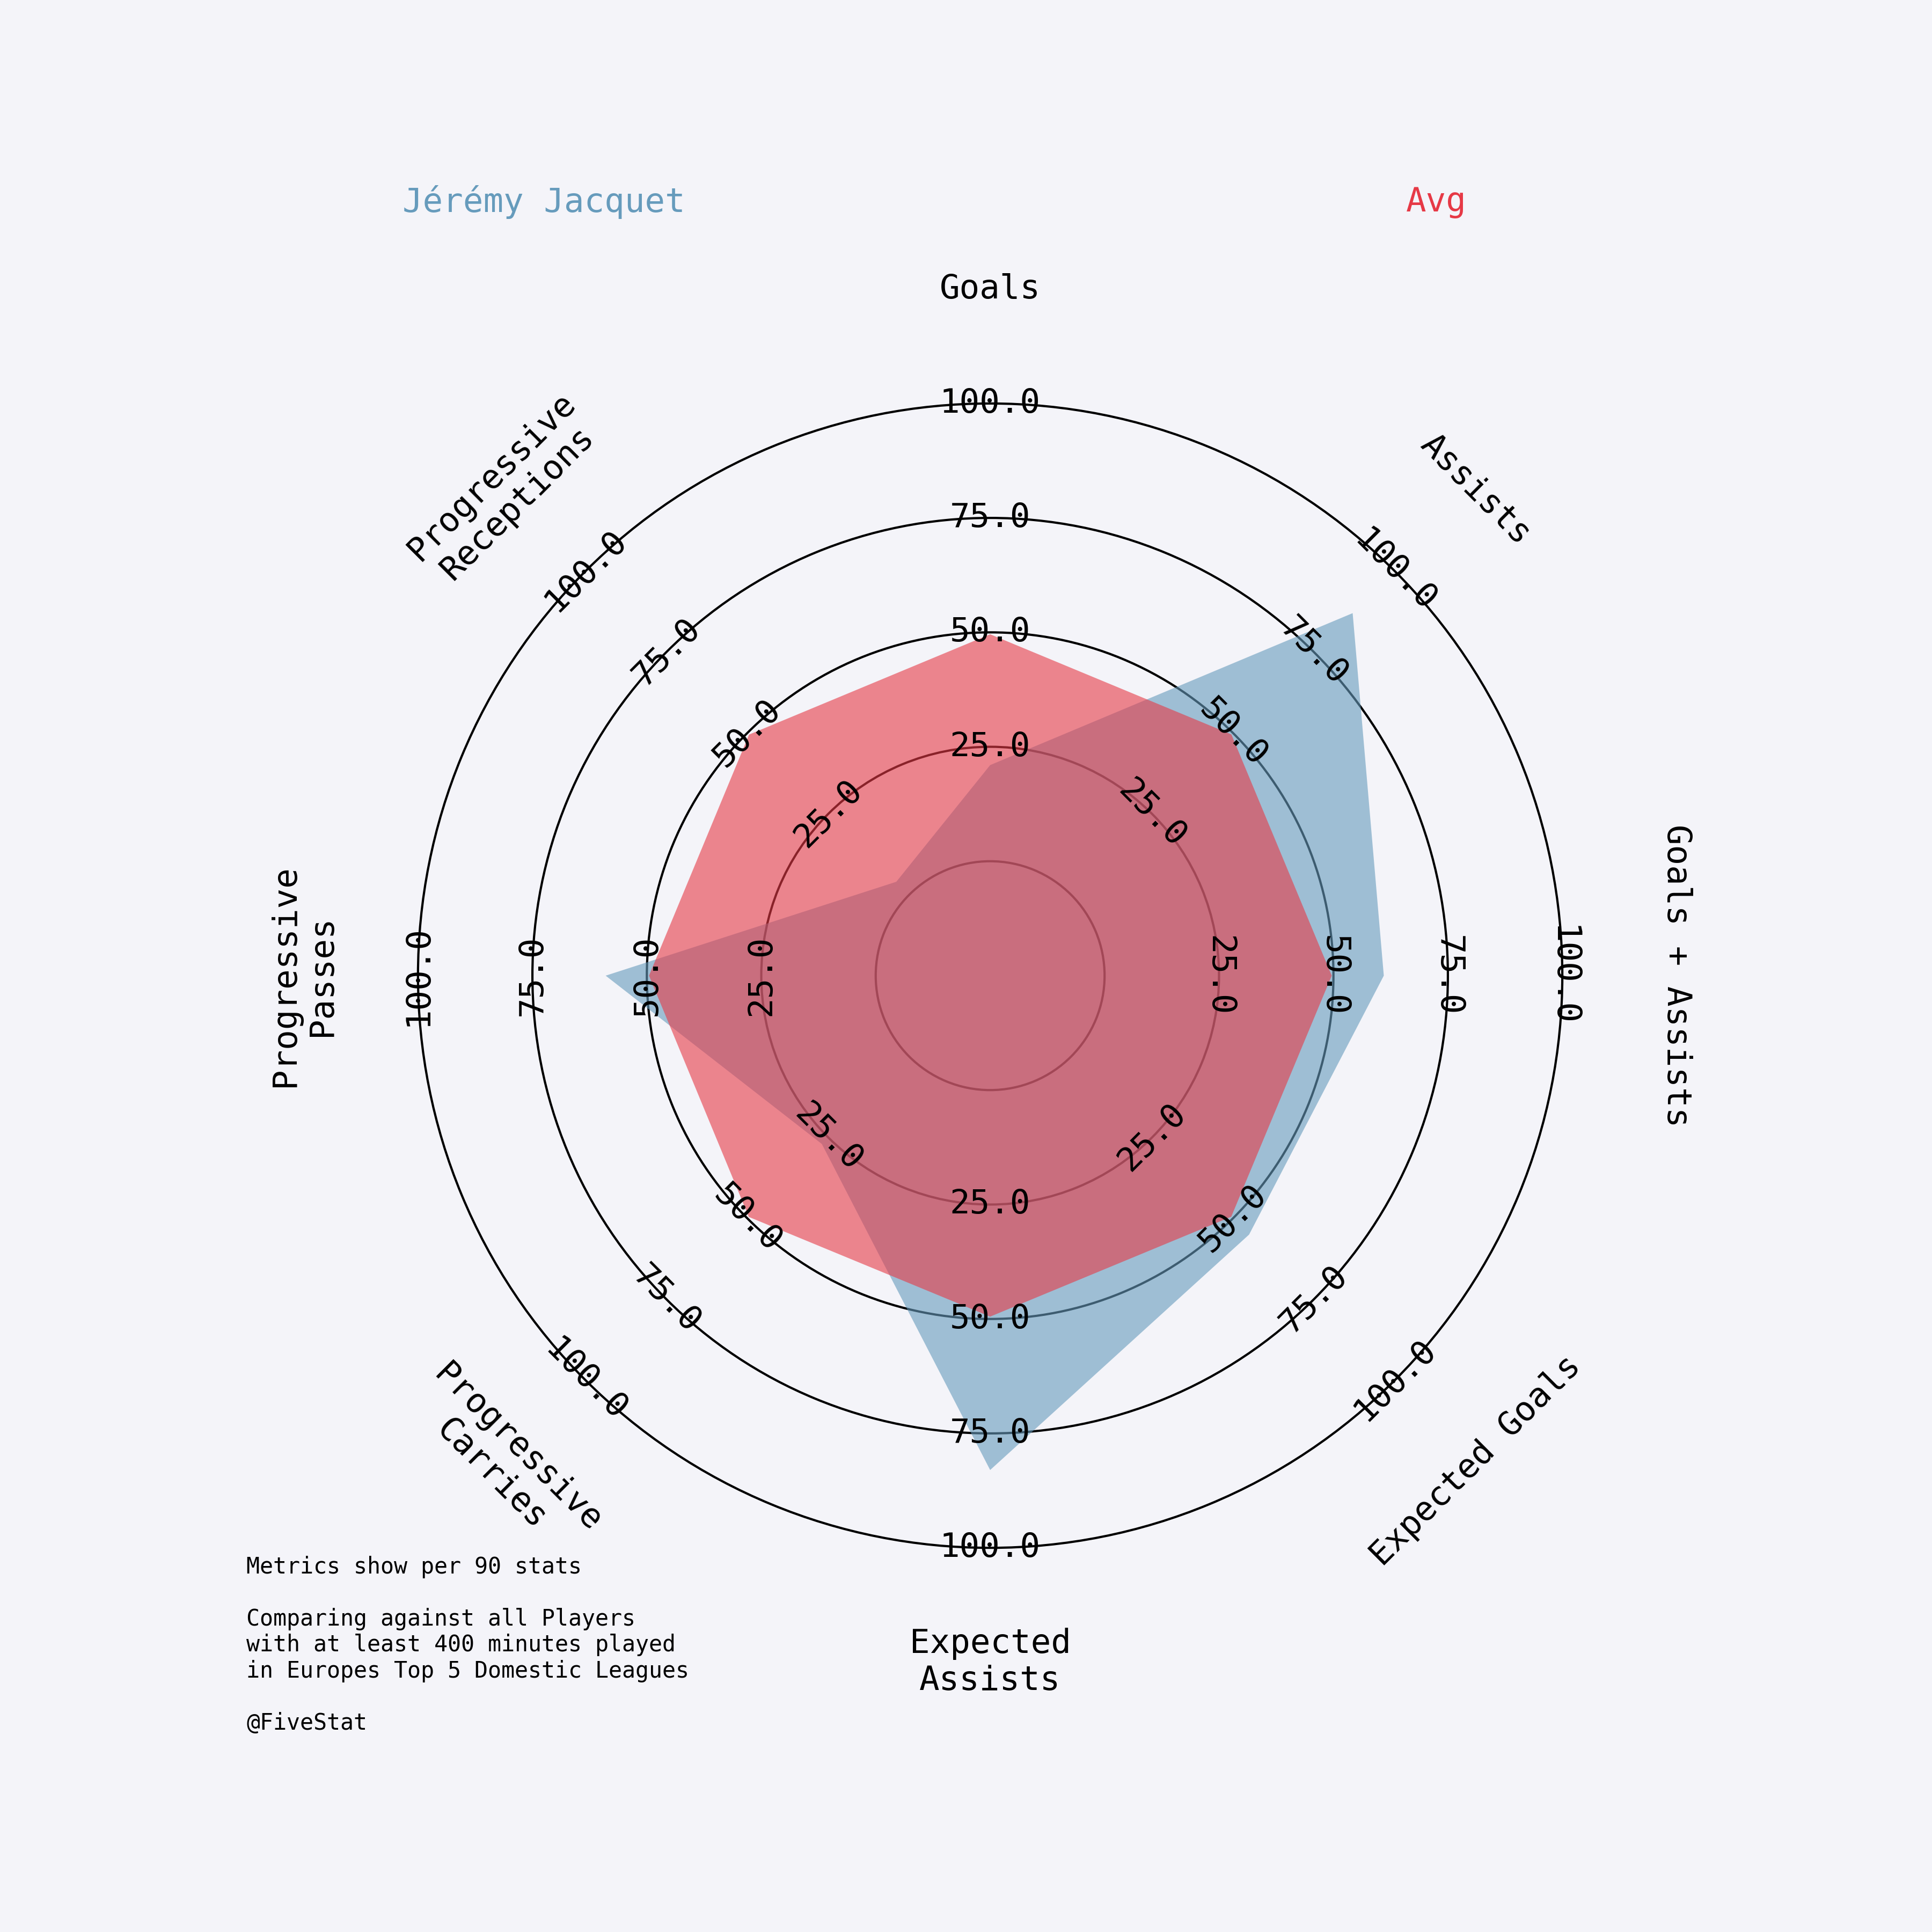 Jérémy Jacquet
Avg
Goals
Assists
Goals + Assists
Expected Goals
Expected
Assists
Progressive
Carries
Progressive
Passes
Progressive
Receptions
25.0
50.0
75.0
100.0
25.0
50.0
75.0
100.0
25.0
50.0
75.0
100.0
25.0
50.0
75.0
100.0
25.0
50.0
75.0
100.0
25.0
50.0
75.0
100.0
25.0
50.0
75.0
100.0
25.0
50.0
75.0
100.0
Metrics show per 90 stats
Comparing against all Players
with at least 400 minutes played
in Europes Top 5 Domestic Leagues
@FiveStat